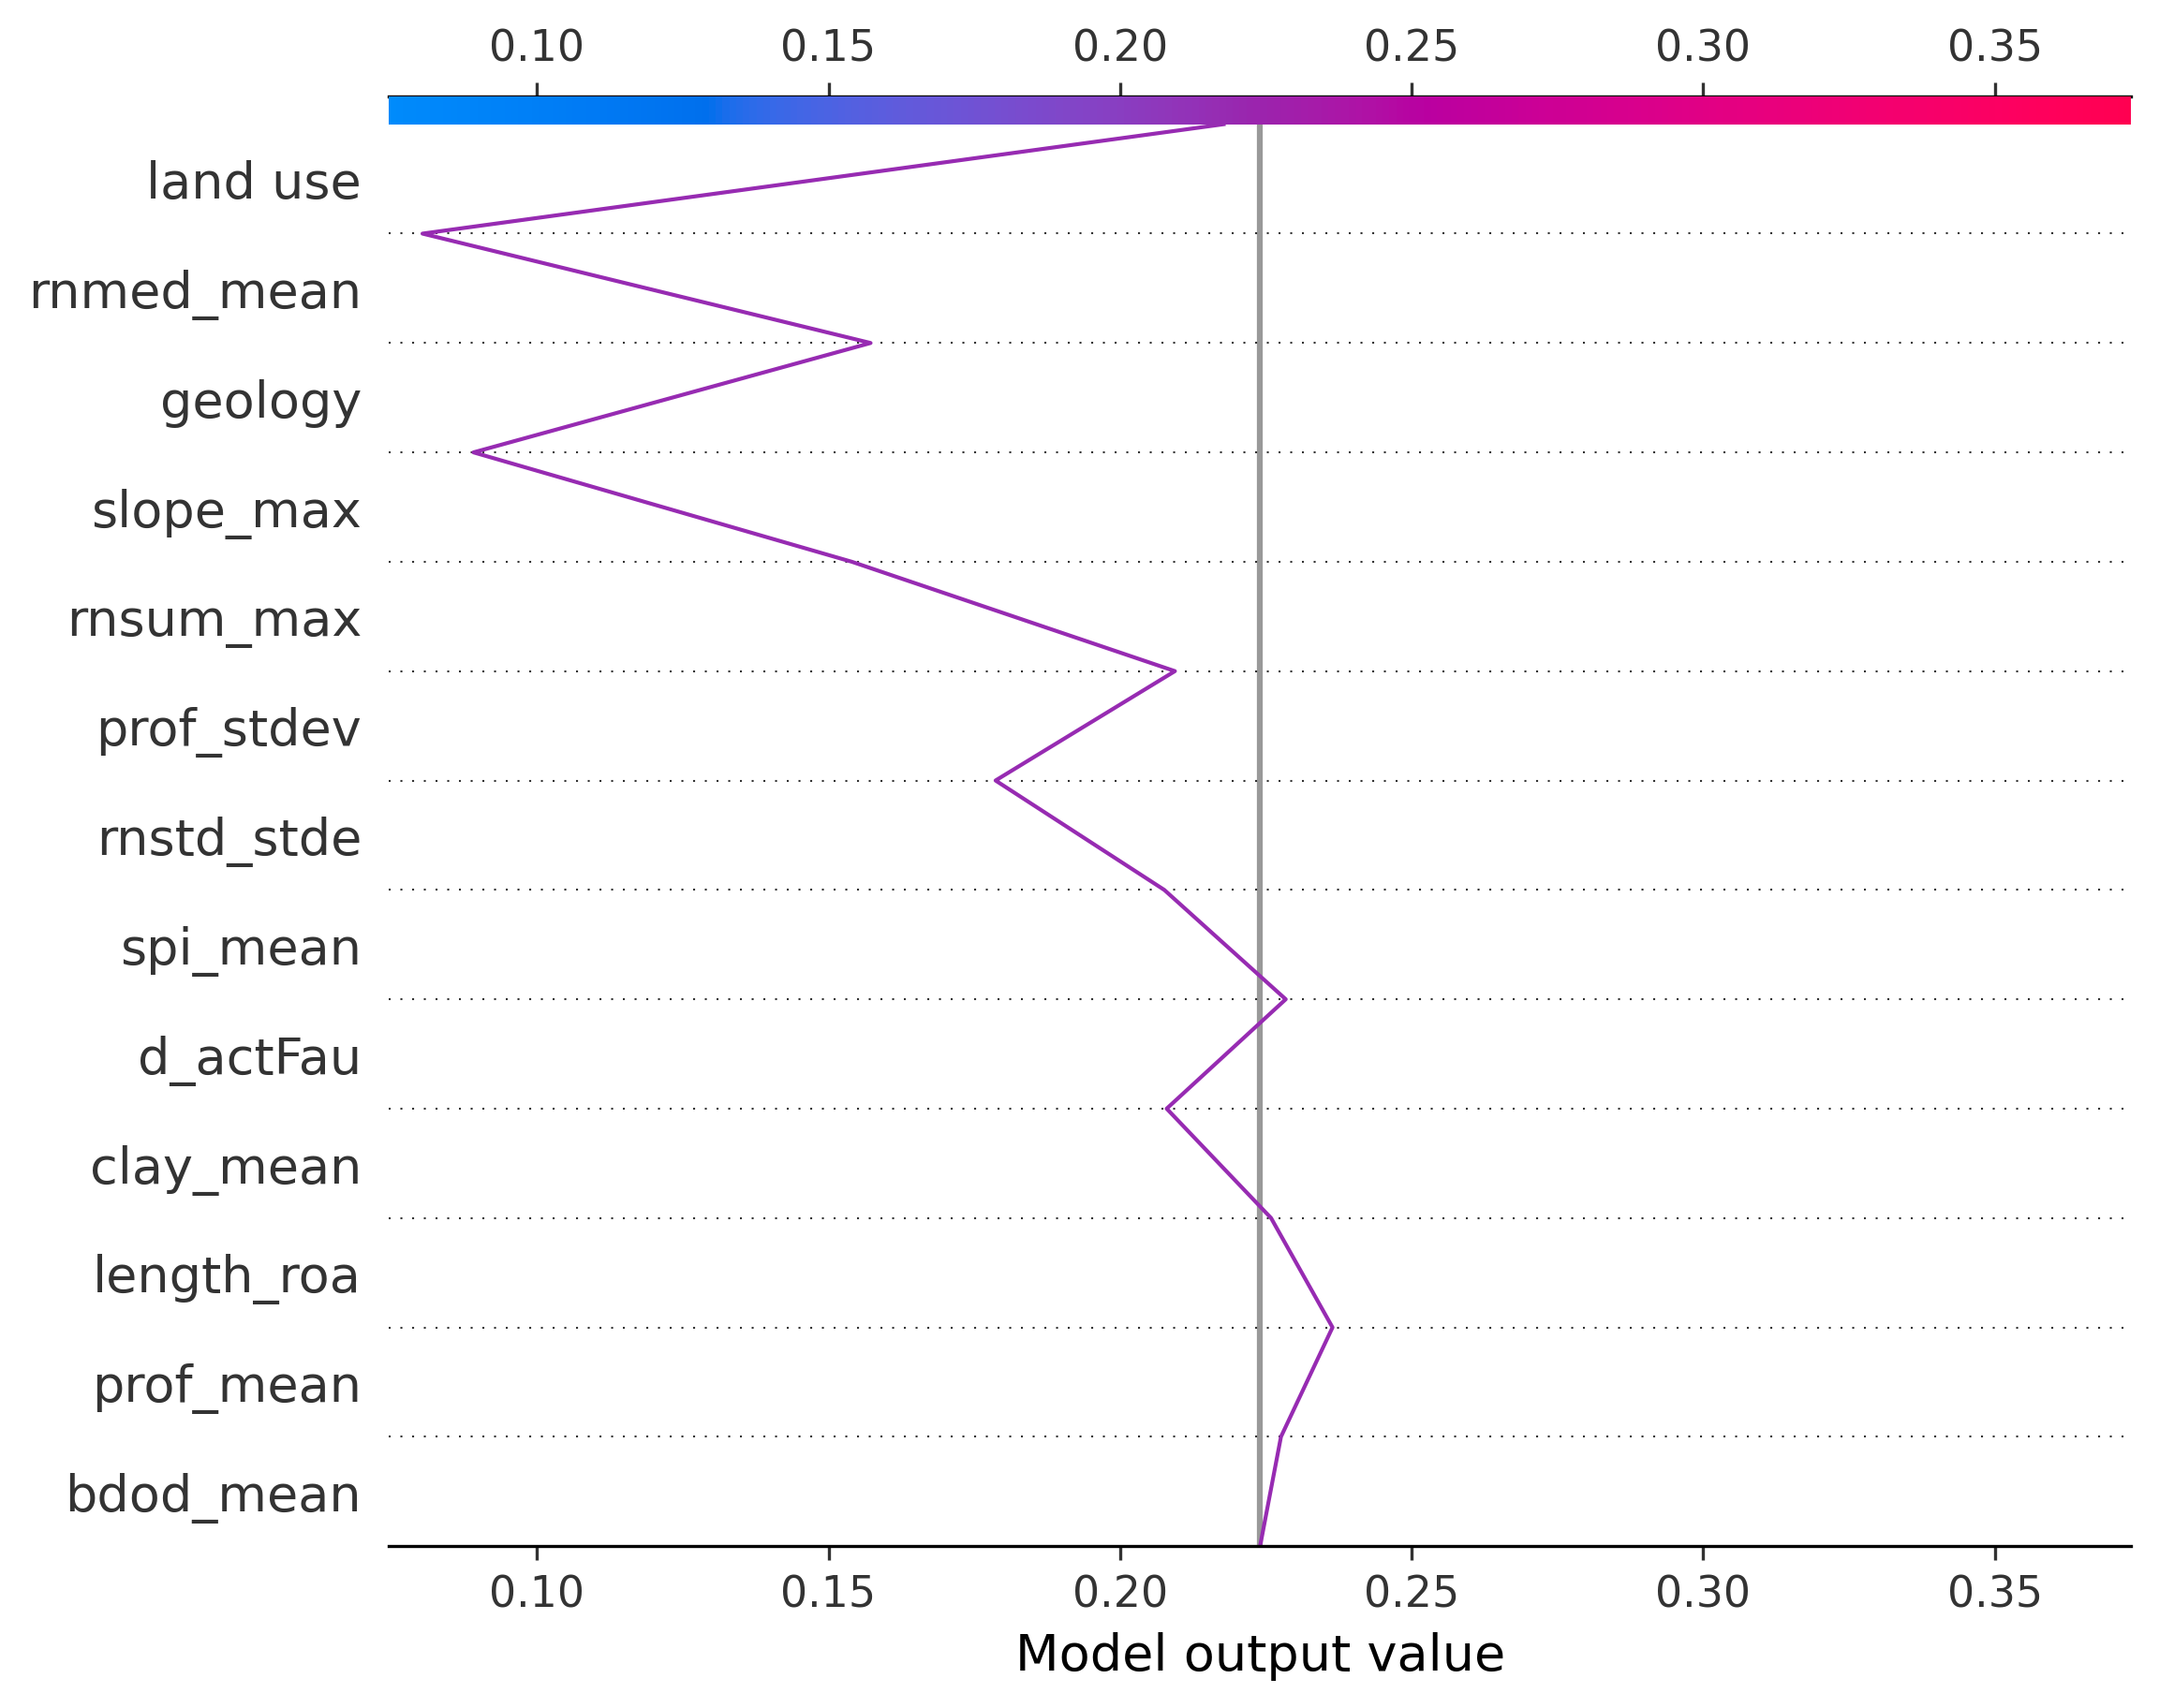 0.10 0.15 0.20 0.25 0.30 0.35
land use
rnmed_mean
geology
slope_max
rnsum_max
prof_stdev
rnstd_stde
spi_mean
d_actFau
clay_mean
length_roa
prof_mean
bdod_mean
0.10 0.15 0.20 0.25 0.30 0.35
Model output value